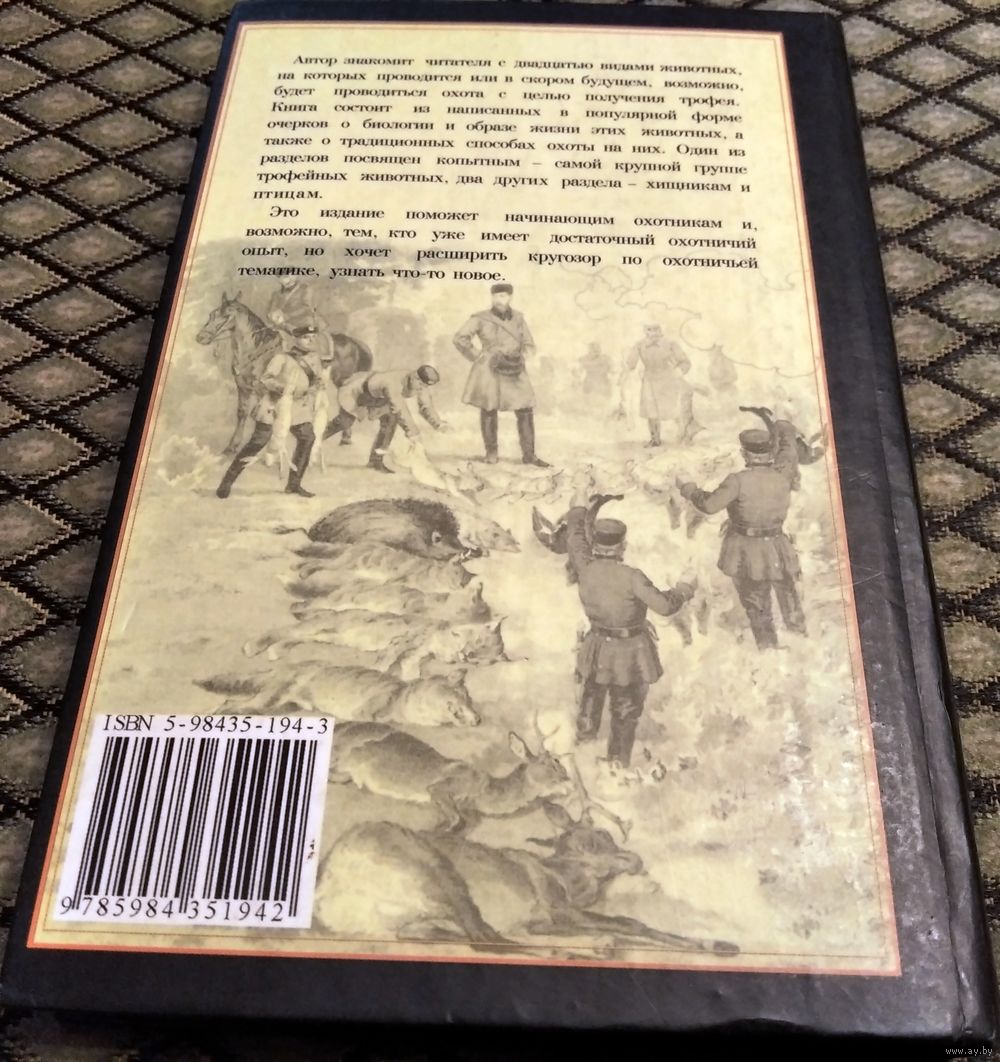 Автор знакомит читателя с двадцатью видами животных,
на которых проводится или в скором будущем, возможно,
будет проводиться охота с целью получения трофея.
Книга состоит из написанных в популярной форме
очерков о биологии и образе жизни этих животных, а
также о традиционных способах охоты на них. Один из
разделов посвящен копытным – самой крупной группе
трофейных животных, два других раздела – хищникам и
птицам.
Это издание поможет начинающим охотникам и,
возможно, тем, кто уже имеет достаточный охотничий
опыт, но хочет расширить кругозор по охотничьей
тематике, узнать что-то новое.
ISBN 5-98435-194-3
9 785984 351942
www.ay.by